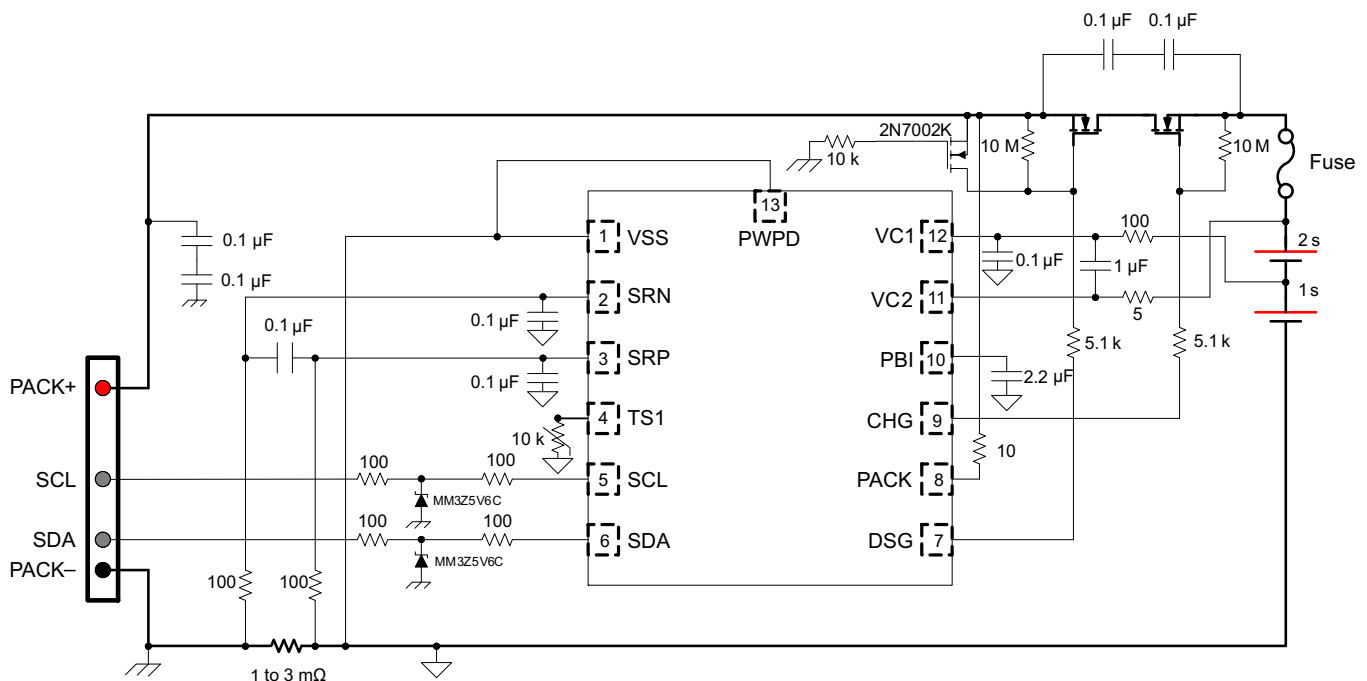 0.1 µF 0.1 µF
2N7002K
10 k
10 M
10 M
Fuse
13
PWPD
0.1 µF
0.1 µF
1 VSS
VC1 12
100
0.1 µF
1 µF
2 s
2 SRN
VC2 11
5
1 s
0.1 µF
0.1 µF
3 SRP
PBI 10
5.1 k
5.1 k
0.1 µF
2.2 µF
PACK+
4 TS1
CHG 9
10 k
10
SCL
100
100
5 SCL
PACK 8
MM3Z5V6C
SDA
100
100
6 SDA
DSG 7
MM3Z5V6C
PACK–
100
100
1 to 3 mΩ